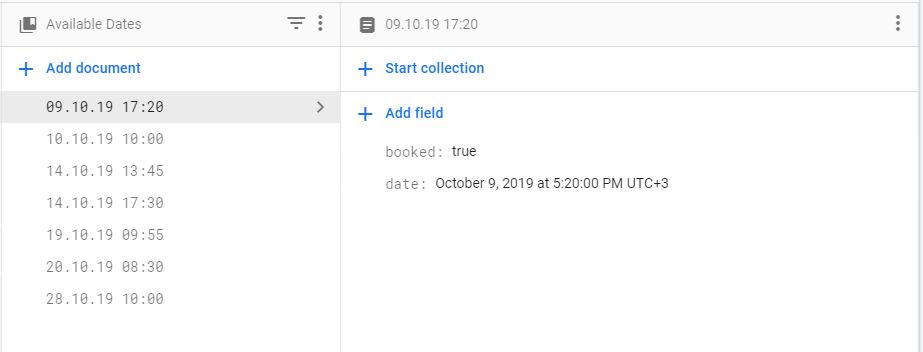 Available Dates
Add document
09.10.19 17:20
10.10.19 10:00
14.10.19 13:45
14.10.19 17:30
19.10.19 09:55
20.10.19 08:30
28.10.19 10:00
09.10.19 17:20
Start collection
Add field
booked: true
date: October 9, 2019 at 5:20:00 PM UTC+3